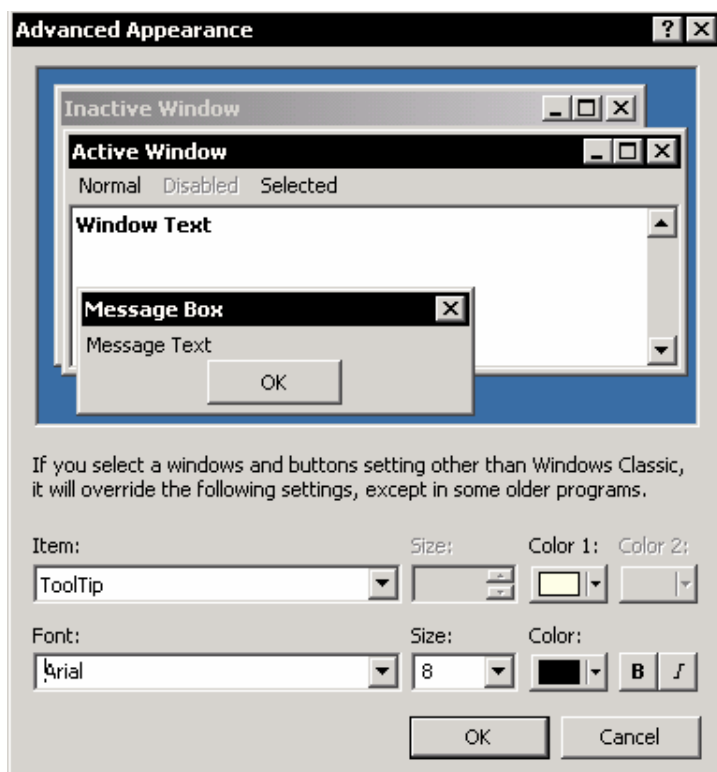 Advanced Appearance
Inactive Window
Active Window
Normal Disabled Selected
Window Text
Message Box
Message Text
OK
If you select a windows and buttons setting other than Windows Classic,
it will override the following settings, except in some older programs.
Item: Size: Color 1: Color 2:
ToolTip
Font: Size: Color:
Arial 8 B I
OK Cancel